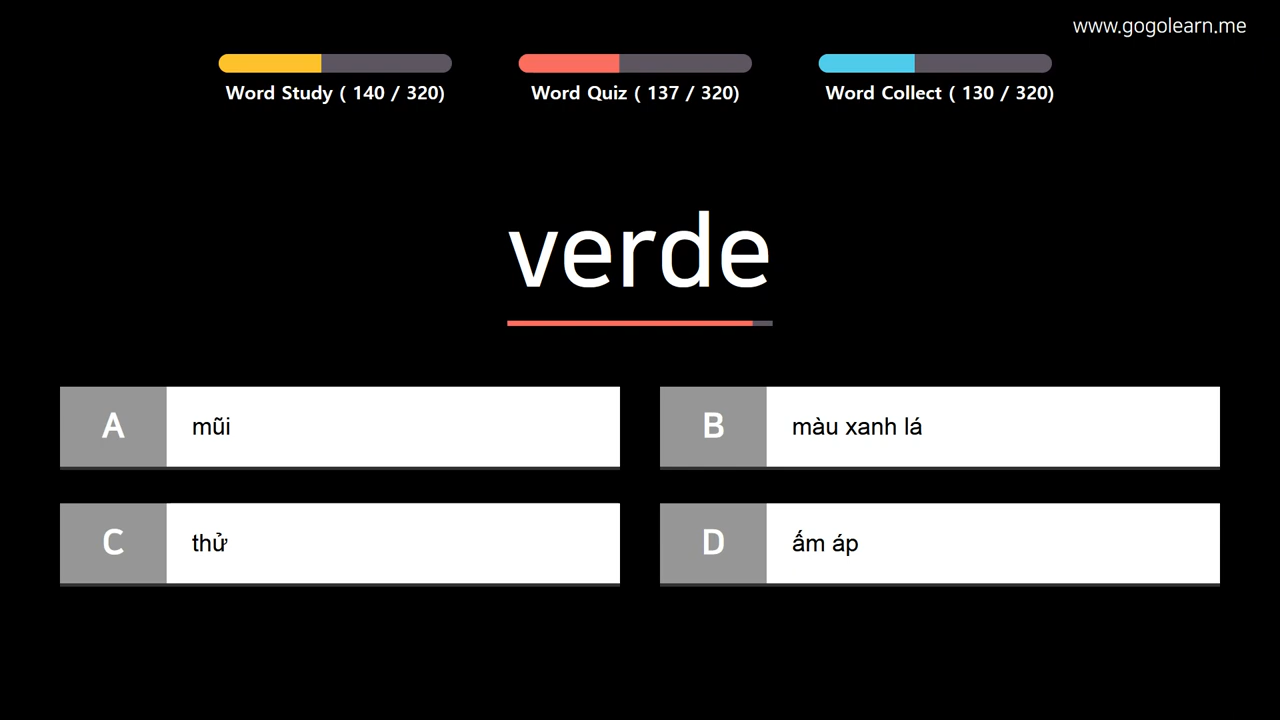 www.gogolearn.me
Word Study ( 140 / 320)
Word Quiz ( 137 / 320)
Word Collect ( 130 / 320)
verde
A mũi
B màu xanh lá
C thử
D ấm áp